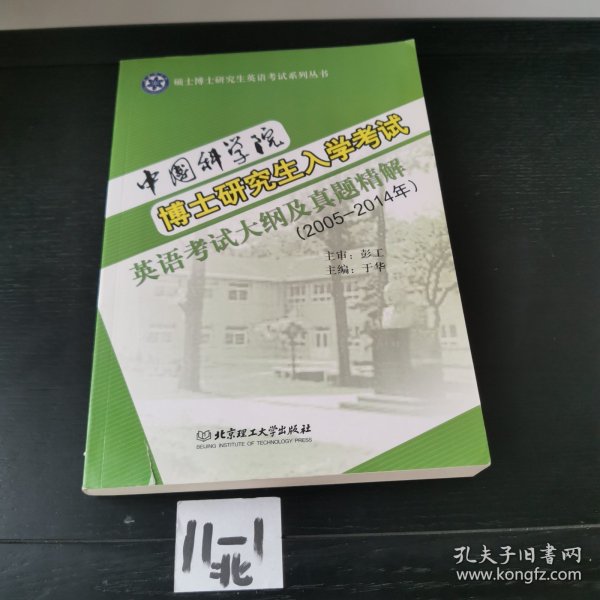 硕士博士研究生英语考试系列丛书
中国科学院
博士研究生入学考试
英语考试大纲及真题精解
(2005-2014年)
主审：彭工
主编：于华
北京理工大学出版社
BEIJING INSTITUTE OF TECHNOLOGY PRESS
11-1
北
孔夫子旧书网
www.kongfz.com